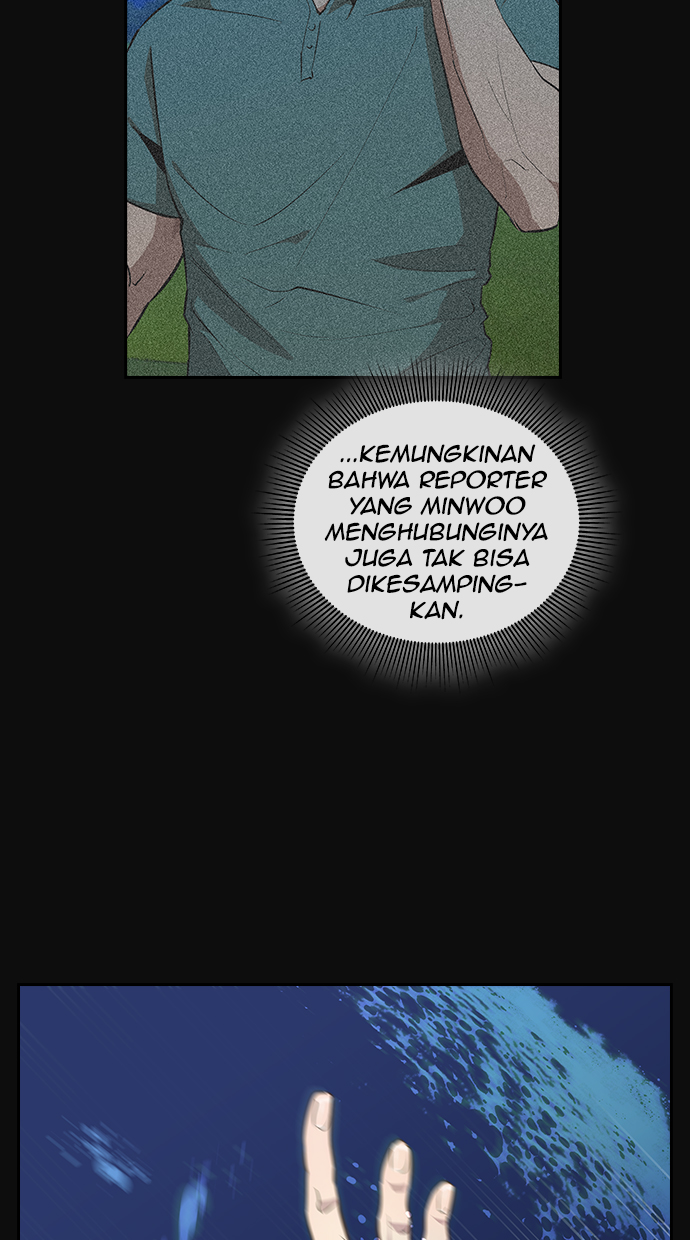 ...KEMUNGKINAN
BAHWA REPORTER
YANG MINWOO
MENGHUBUNGINYA
JUGA TAK BISA
DIKESAMPING-
KAN.